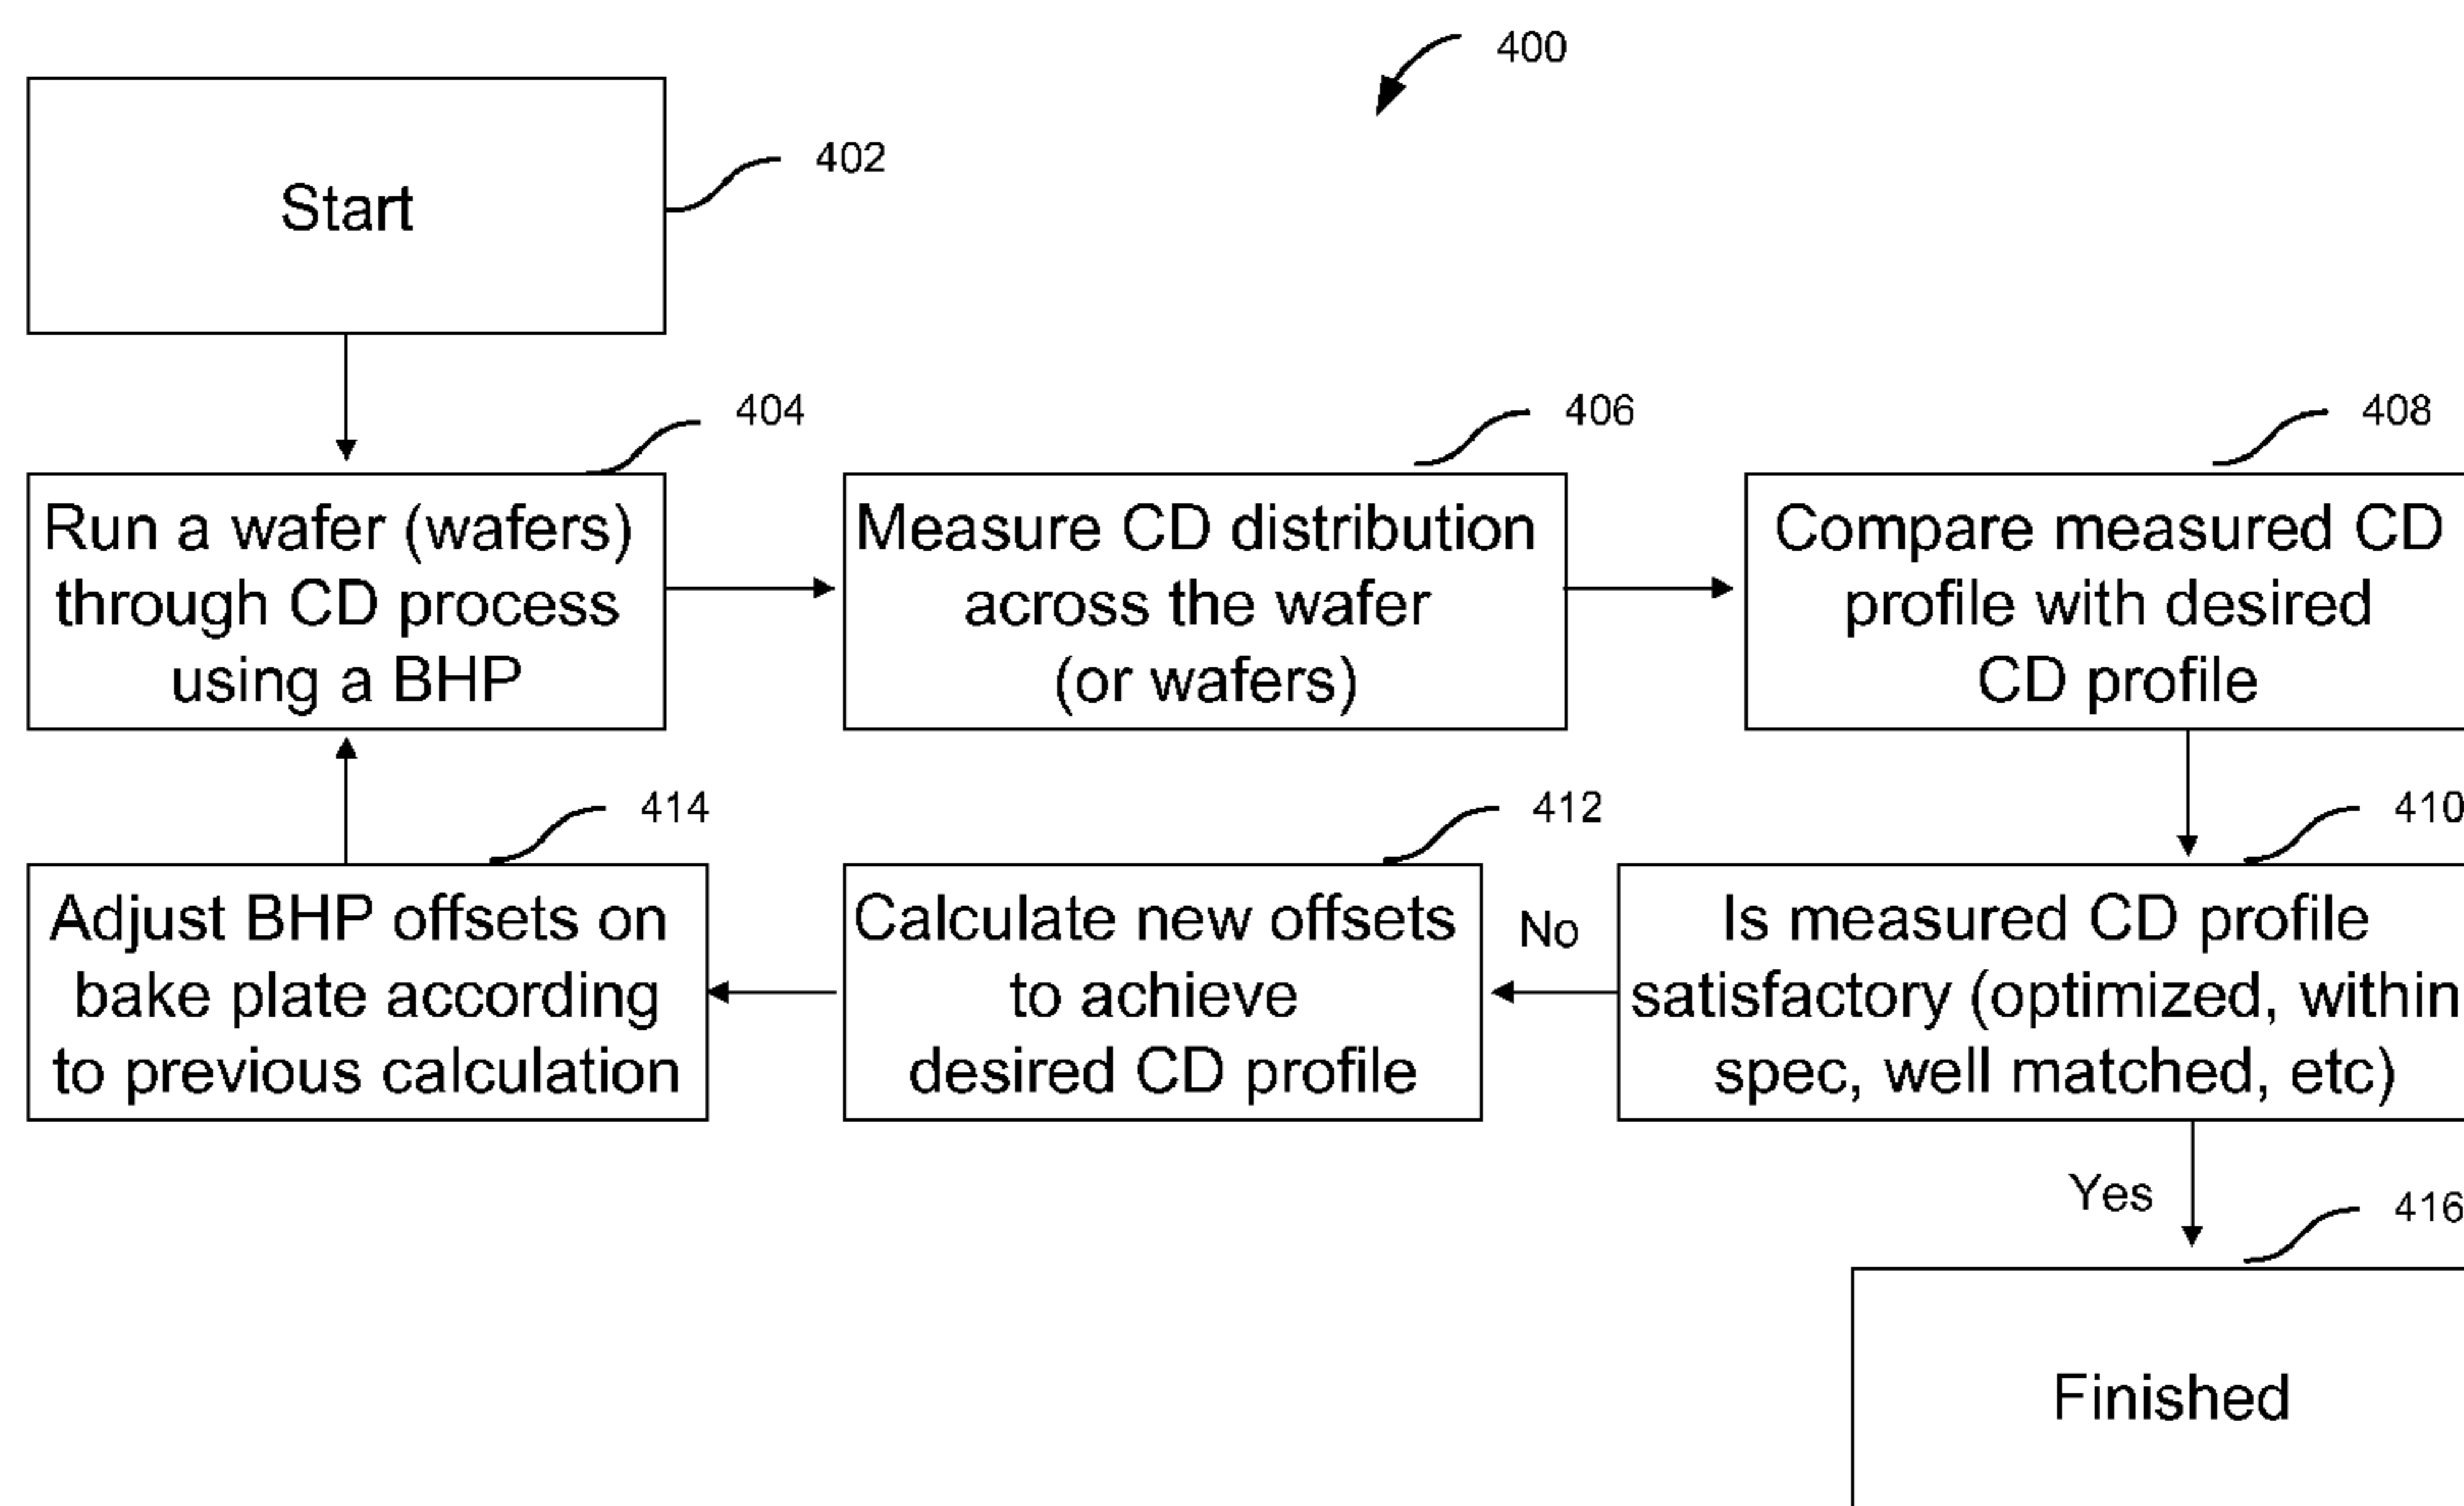 400
Start
402
404
Run a wafer (wafers)
through CD process
using a BHP
406
Measure CD distribution
across the wafer
(or wafers)
408
Compare measured CD
profile with desired
CD profile
410
Is measured CD profile
satisfactory (optimized, within
spec, well matched, etc)
No
412
Calculate new offsets
to achieve
desired CD profile
414
Adjust BHP offsets on
bake plate according
to previous calculation
Yes
416
Finished